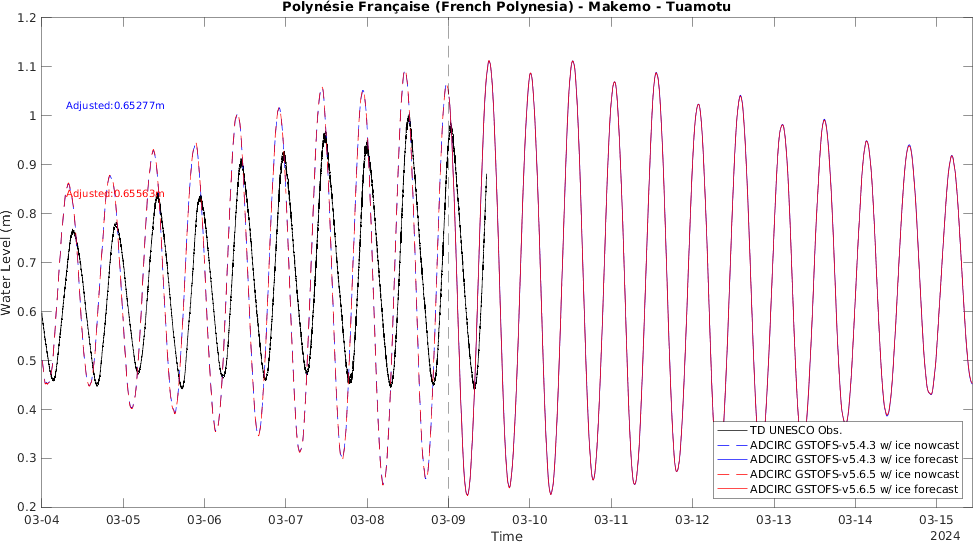 Polynésie Française (French Polynesia) - Makemo - Tuamotu
1.2
1.1
1
0.9
0.8
0.7
0.6
0.5
0.4
0.3
0.2
Water Level (m)
Adjusted:0.65277m
Adjusted:0.65563m
TD UNESCO Obs.
ADCIRC GSTOFS-v5.4.3 w/ ice nowcast
ADCIRC GSTOFS-v5.4.3 w/ ice forecast
ADCIRC GSTOFS-v5.6.5 w/ ice nowcast
ADCIRC GSTOFS-v5.6.5 w/ ice forecast
03-04 03-05 03-06 03-07 03-08 03-09 03-10 03-11 03-12 03-13 03-14 03-15
2024
Time